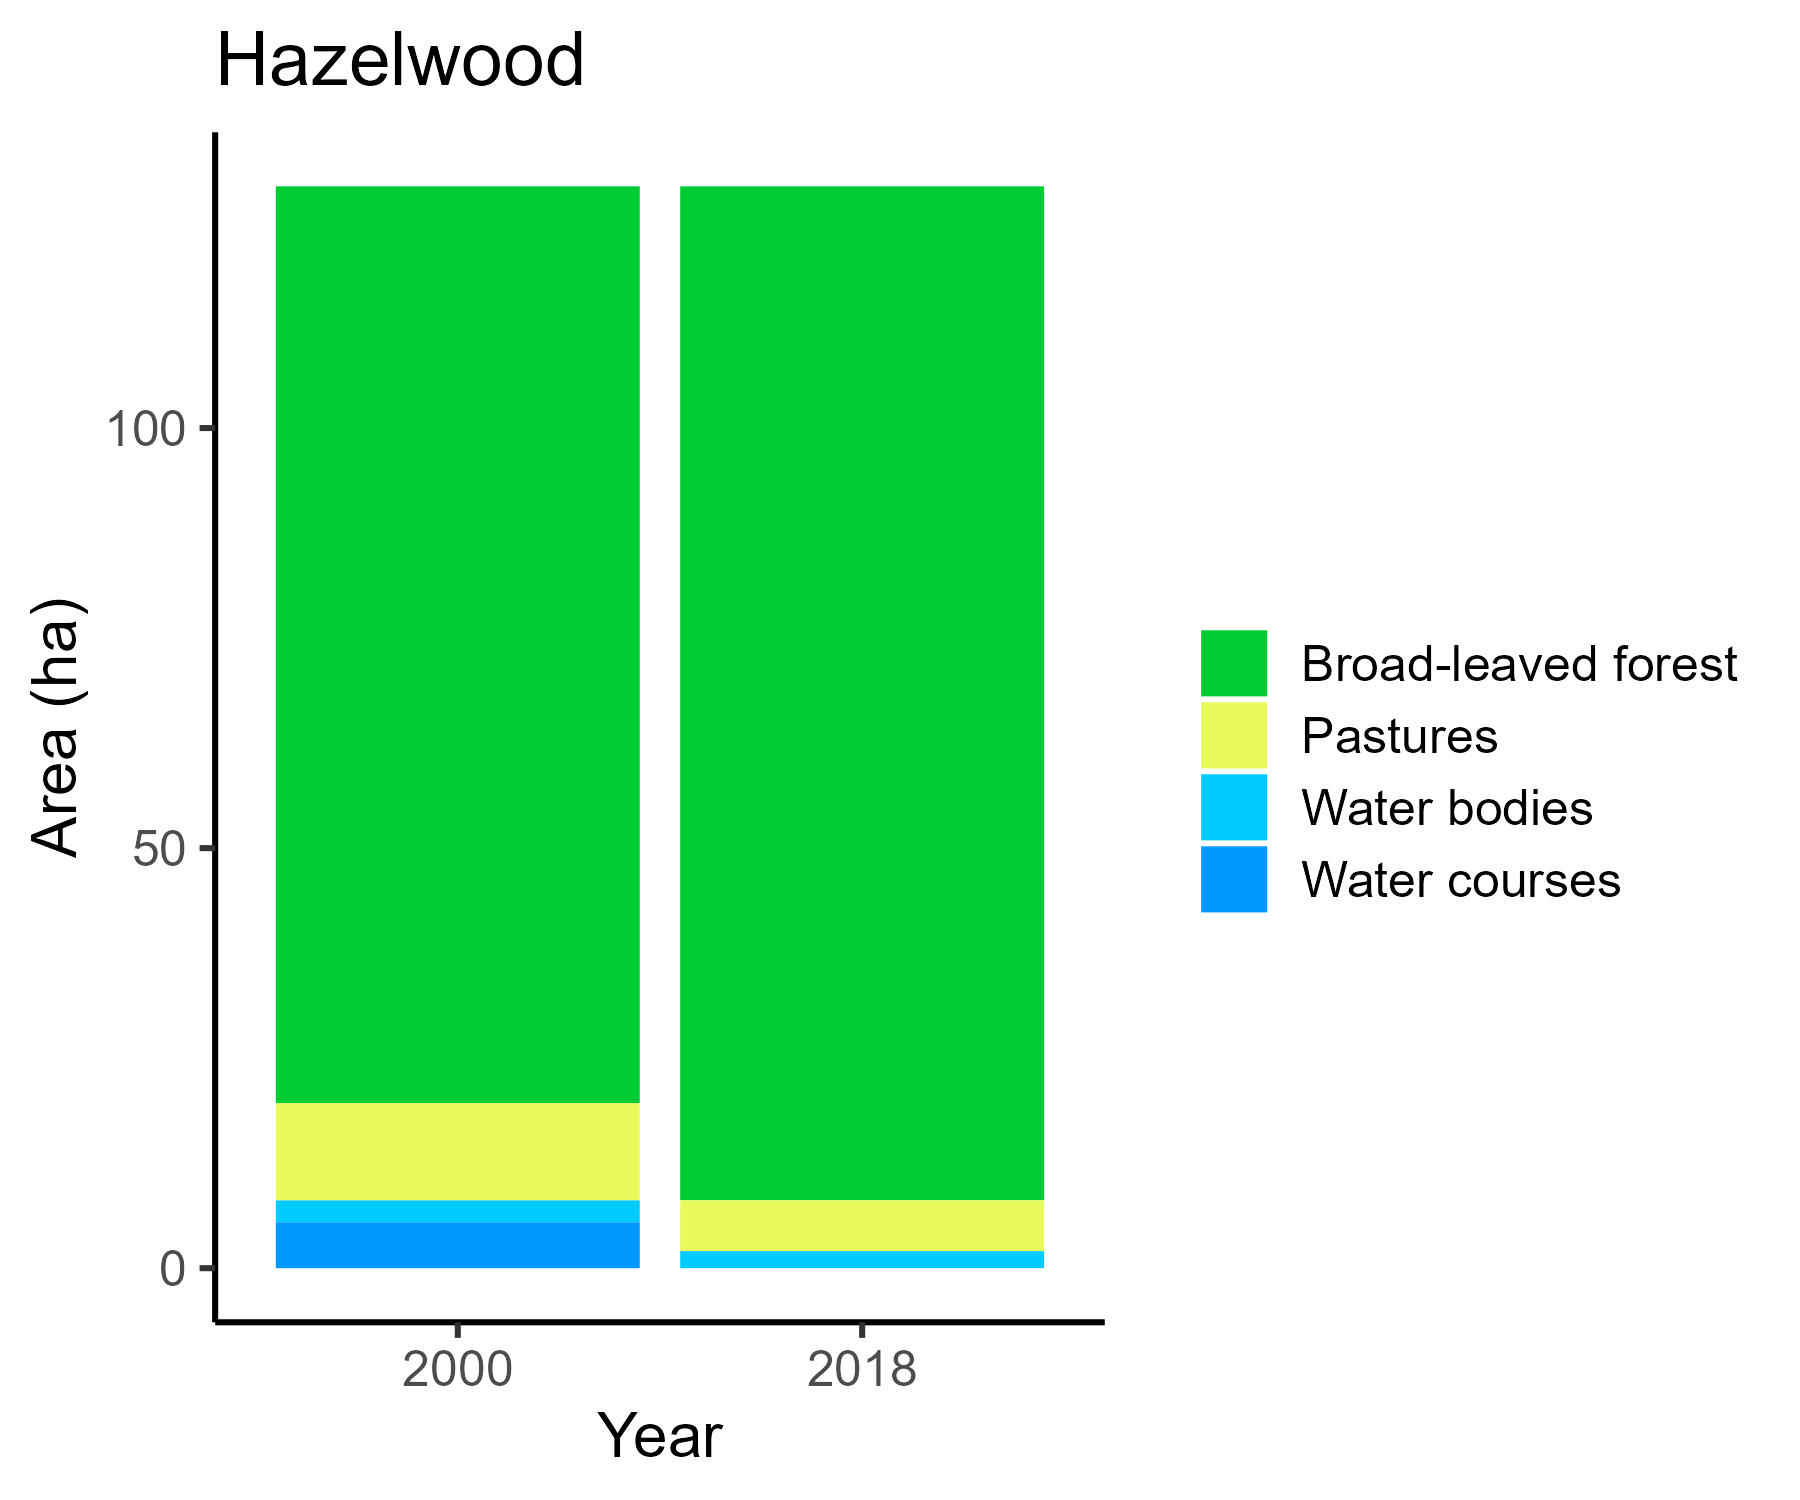 Hazelwood
Area (ha)
100
50
0
2000
2018
Year
Broad-leaved forest
Pastures
Water bodies
Water courses